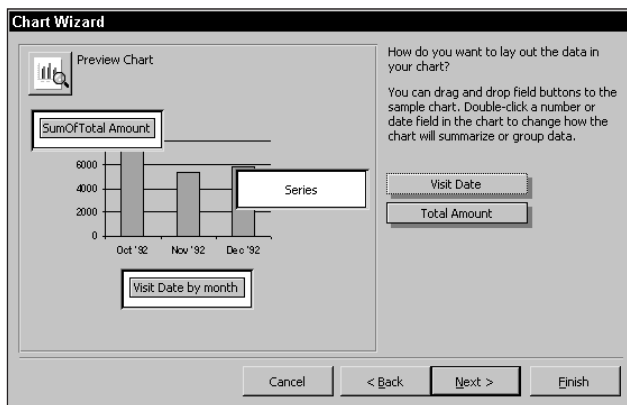 Chart Wizard
Preview Chart
SumOfTotal Amount
6000
4000
2000
0
Oct '92 Nov '92 Dec '92
Series
Visit Date by month
How do you want to lay out the data in
your chart?
You can drag and drop field buttons to the
sample chart. Double-click a number or
date field in the chart to change how the
chart will summarize or group data.
Visit Date
Total Amount
Cancel < Back Next > Finish